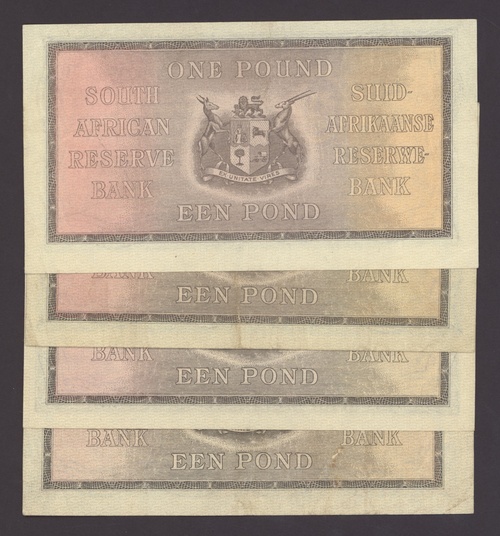 ONE POUND
SOUTH AFRICAN RESERVE BANK
SUID-AFRIKAANSE RESERWE-BANK
EX UNITATE VIRES
EEN POND
BANK BANK
EEN POND
BANK BANK
EEN POND
BANK BANK
EEN POND